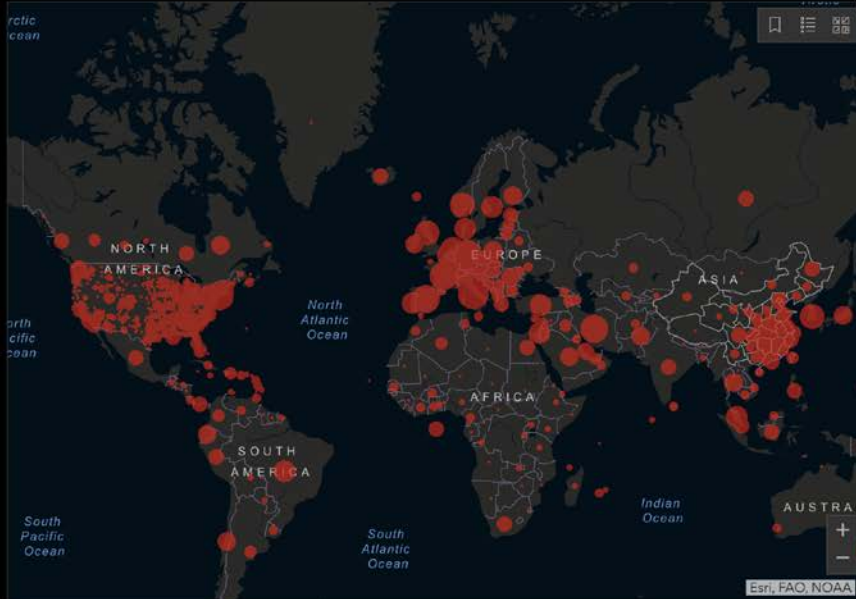 rctic
cean
NORTH
AMERICA
EUROPE
ASIA
North
Atlantic
Ocean
orth
cific
cean
AFRICA
SOUTH
AMERICA
Indian
Ocean
AUSTRA
South
Pacific
Ocean
South
Atlantic
Ocean
+
−
Esri, FAO, NOAA